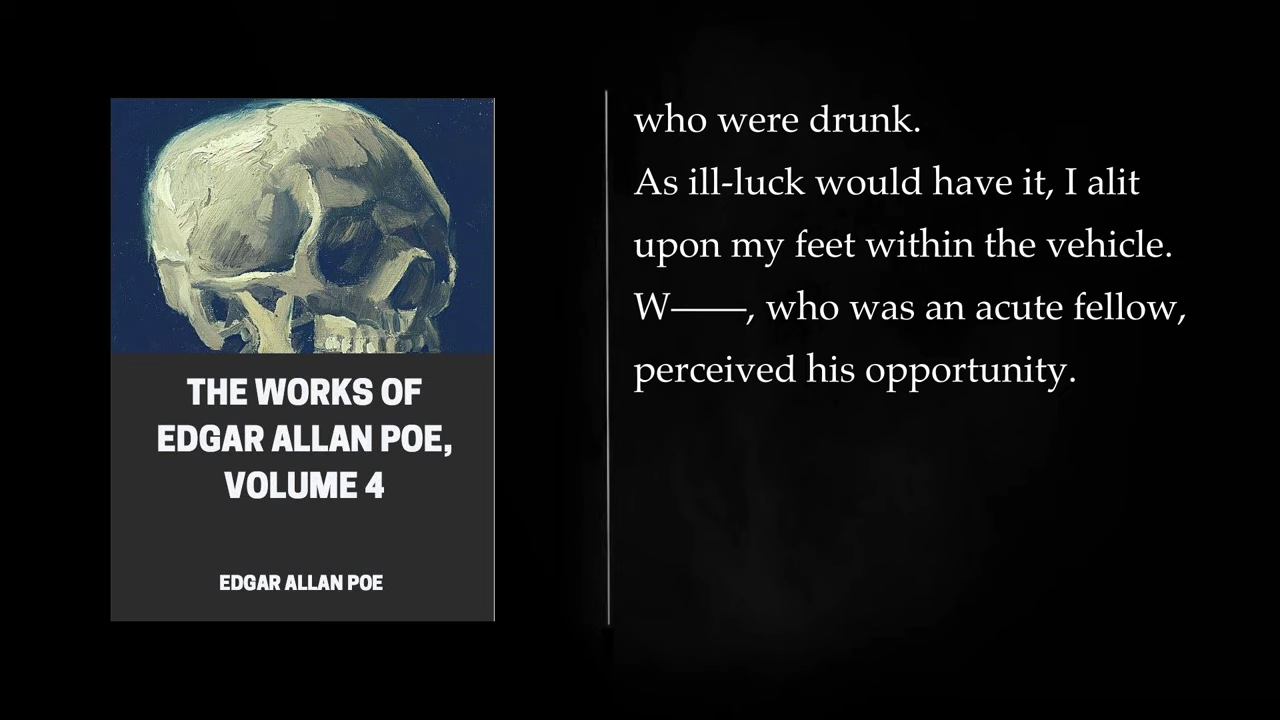 THE WORKS OF
EDGAR ALLAN POE,
VOLUME 4
EDGAR ALLAN POE
who were drunk.
As ill-luck would have it, I alit
upon my feet within the vehicle.
W——, who was an acute fellow,
perceived his opportunity.